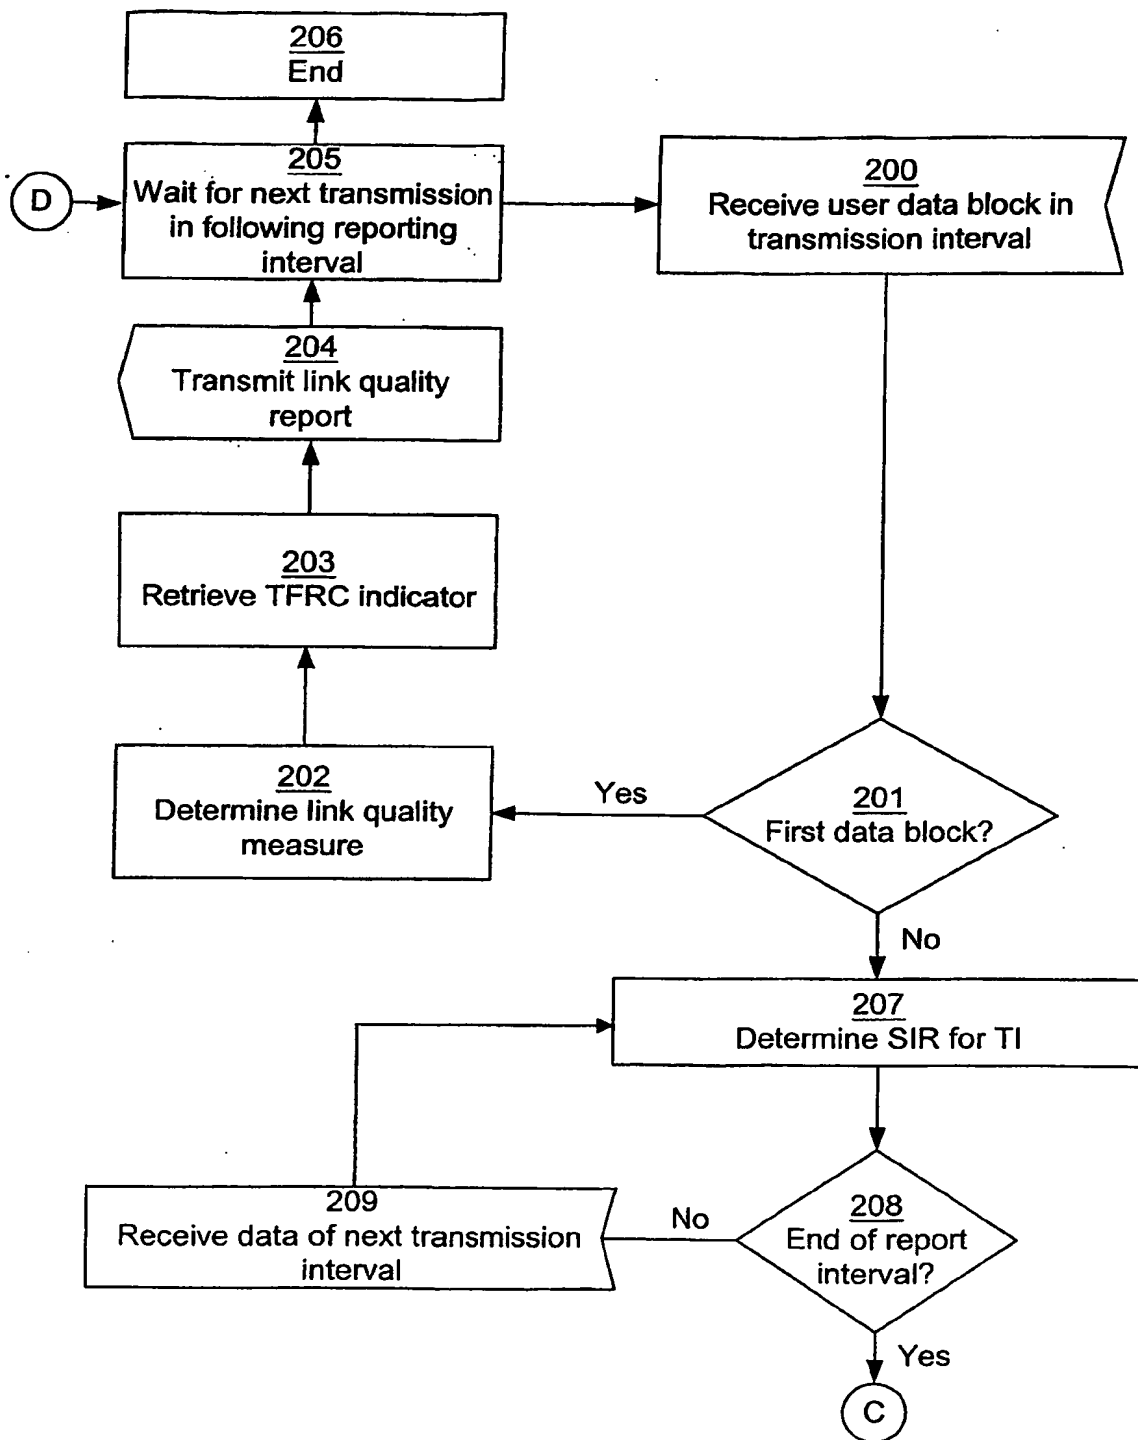 206
End
D
205
Wait for next transmission
in following reporting
interval
200
Receive user data block in
transmission interval
204
Transmit link quality
report
203
Retrieve TFRC indicator
202
Determine link quality
measure
Yes
201
First data block?
No
207
Determine SIR for TI
209
Receive data of next transmission
interval
No
208
End of report
interval?
Yes
C